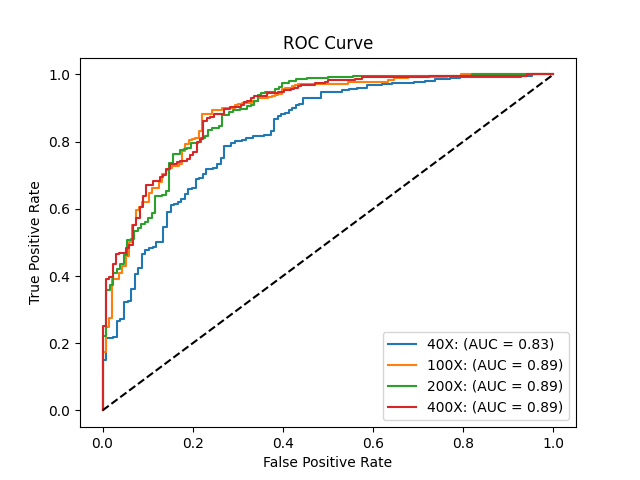 ROC Curve
True Positive Rate
1.0
0.8
0.6
0.4
0.2
0.0
40X: (AUC = 0.83)
100X: (AUC = 0.89)
200X: (AUC = 0.89)
400X: (AUC = 0.89)
0.0 0.2 0.4 0.6 0.8 1.0
False Positive Rate